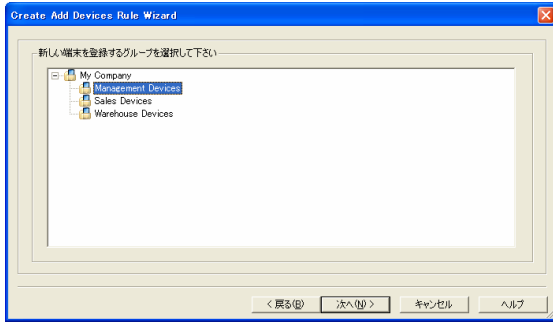 Create Add Devices Rule Wizard
新しい端末を登録するグループを選択して下さい
My Company
Management Devices
Sales Devices
Warehouse Devices
< 戻る(B)
次へ(N) >
キャンセル
ヘルプ